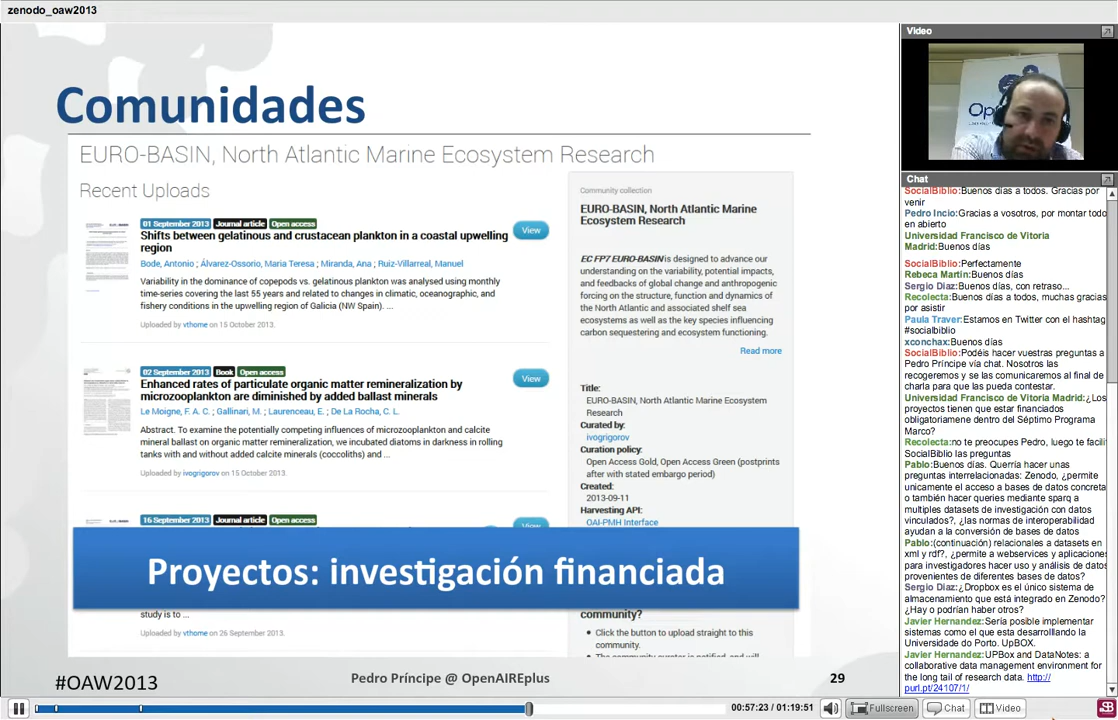 zenodo_oaw2013
Comunidades
EURO-BASIN, North Atlantic Marine Ecosystem Research
Recent Uploads
01 September 2013 Journal article Open access
Shifts between gelatinous and crustacean plankton in a coastal upwelling
region
Bode, Antonio ; Álvarez-Ossorio, Maria Teresa ; Miranda, Ana ; Ruiz-Villarreal, Manuel
Variability in the dominance of copepods vs. gelatinous plankton was analysed using monthly
time-series covering the last 55 years and related to changes in climatic, oceanographic, and
fishery conditions in the upwelling region of Galicia (NW Spain). ...
Uploaded by vthome on 15 October 2013.
View
02 September 2013 Book Open access
Enhanced rates of particulate organic matter remineralization by
microzooplankton are diminished by added ballast minerals
Le Moigne, F. A. C. ; Gallinari, M. ; Laurenceau, E. ; De La Rocha, C. L.
Abstract. To examine the potentially competing influences of microzooplankton and calcite
mineral ballast on organic matter remineralization, we incubated diatoms in darkness in rolling
tanks with and without added calcite minerals (coccoliths) and ...
Uploaded by ivogrigorov on 15 October 2013.
View
16 September 2013 Journal article Open access
View
study is to ...
Uploaded by vthome on 26 September 2013.
Community collection
EURO-BASIN, North Atlantic Marine
Ecosystem Research
EC FP7 EURO-BASIN is designed to advance our
understanding on the variability, potential impacts,
and feedbacks of global change and anthropogenic
forcing on the structure, function and dynamics of
the North Atlantic and associated shelf sea
ecosystems as well as the key species influencing
carbon sequestering and ecosystem functioning.
Read more
Title:
EURO-BASIN, North Atlantic Marine Ecosystem
Research
Curated by:
ivogrigorov
Curation policy:
Open Access Gold, Open Access Green (postprints
after with stated embargo period)
Created:
2013-09-11
Harvesting API:
OAI-PMH Interface
community?
Click the button to upload straight to this
community.
The community curator is notified, and will
Proyectos: investigación financiada
#OAW2013
Pedro Príncipe @ OpenAIREplus
29
Video
Op
Chat
SocialBiblio:Buenos días a todos. Gracias por
venir
Pedro Incio:Gracias a vosotros, por montar todo
en abierto
Universidad Francisco de Vitoria
Madrid:Buenos días
SocialBiblio:Perfectamente
Rebeca Martín:Buenos días
Sergio Diaz:Buenos días, con retraso...
Recolecta:Buenos días a todos, muchas gracias
por asistir
Paula Traver:Estamos en Twitter con el hashtag
#socialbiblio
xconchax:Buenos días
SocialBiblio:Podéis hacer vuestras preguntas a
Pedro Príncipe vía chat. Nosotros las
recogeremos y se las comunicaremos al final de
charla para que las pueda contestar.
Universidad Francisco de Vitoria Madrid:¿Los
proyectos tienen que estar financiados
obligatoriamene dentro del Séptimo Programa
Marco?
Recolecta:no te preocupes Pedro, luego te facili
SocialBiblio las preguntas
Pablo:Buenos días. Querría hacer unas
preguntas interrelacionadas: Zenodo, ¿permite
unicamente el acceso a bases de datos concreta
o también hacer queries mediante sparq a
multiples datasets de investigación con datos
vinculados?, ¿las normas de interoperabilidad
ayudan a la conversión de bases de datos
Pablo:(continuación) relacionales a datasets en
xml y rdf?, ¿permite a webservices y aplicaciones
para investigadores hacer uso y análisis de datos
provenientes de diferentes bases de datos?
Sergio Diaz:¿Dropbox es el único sistema de
almacenamiento que está integrado en Zenodo?
¿Hay o podrían haber otros?
Javier Hernandez:Sería posible implementar
sistemas como el que esta desarrolllando la
Universidade do Porto. UpBOX.
Javier Hernandez:UPBox and DataNotes: a
collaborative data management environment for
the long tail of research data. http://
purl.pt/24107/1/
00:57:23 / 01:19:51
Fullscreen
Chat
Video
SB